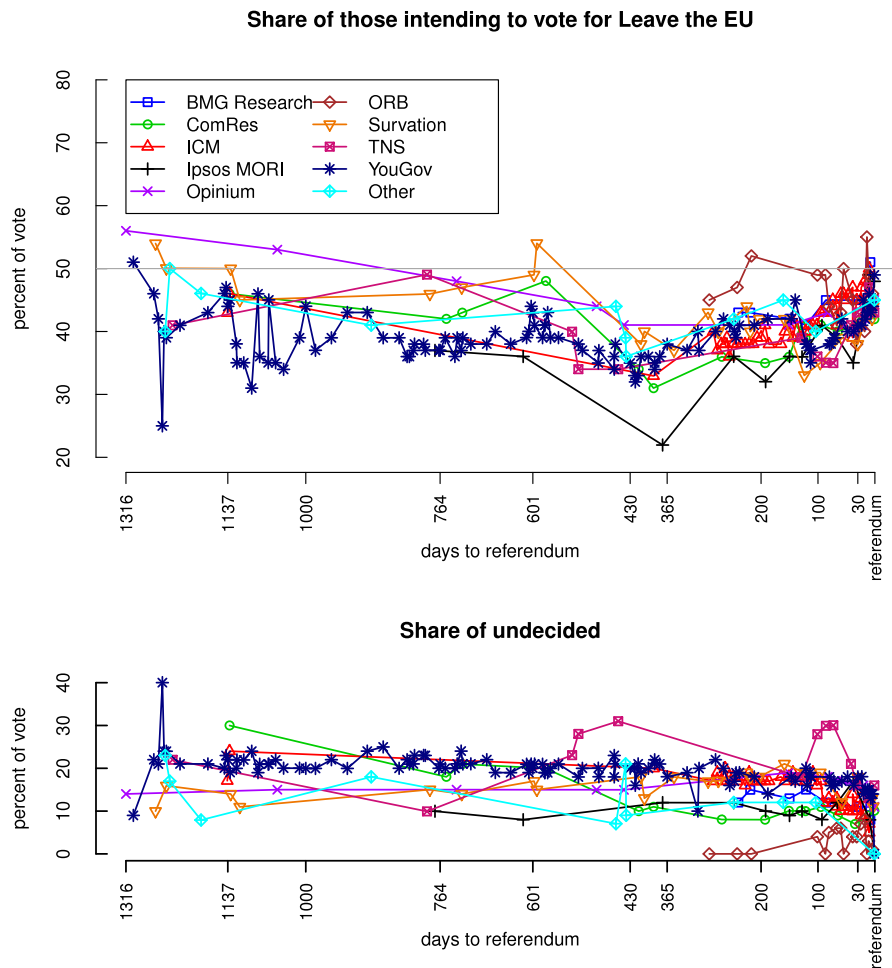 Share of those intending to vote for Leave the EU
percent of vote
80
70
60
50
40
30
20
BMG Research
ComRes
ICM
Ipsos MORI
Opinium
ORB
Survation
TNS
YouGov
Other
1316
1137
1000
764
601
430
365
200
100
30
referendum
days to referendum
Share of undecided
percent of vote
40
30
20
10
0
1316
1137
1000
764
601
430
365
200
100
30
referendum
days to referendum